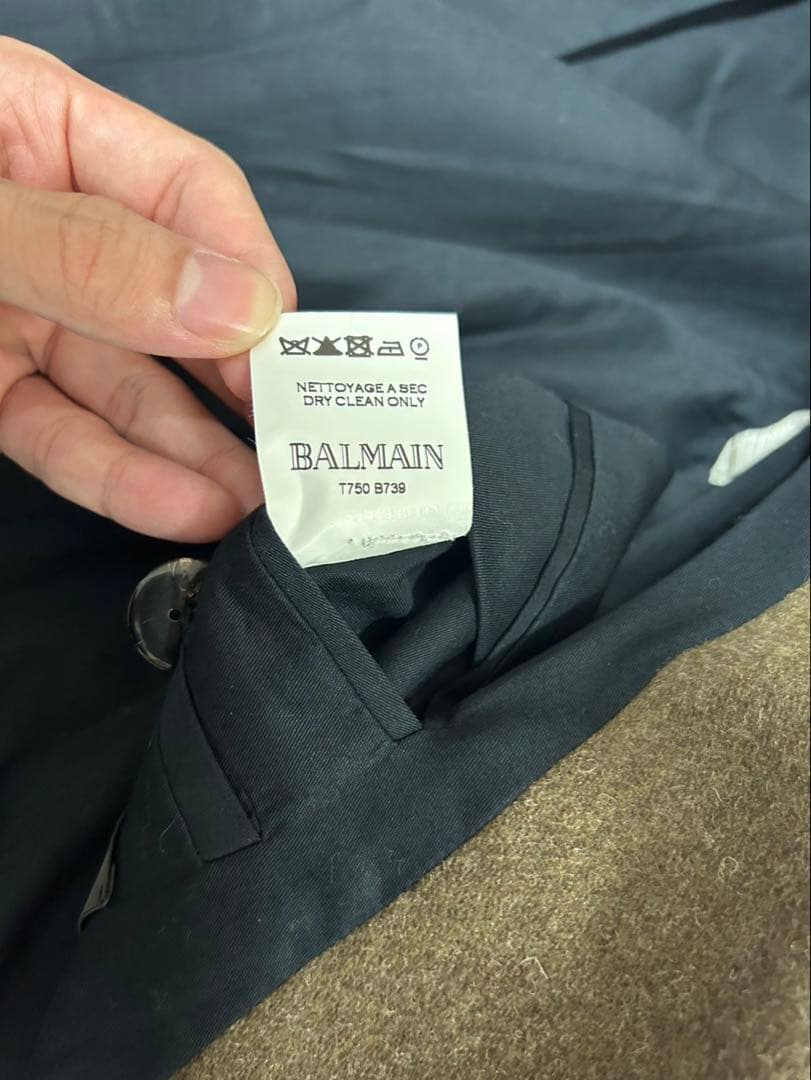 P
NETTOYAGE A SEC
DRY CLEAN ONLY
BALMAIN
T750 B739